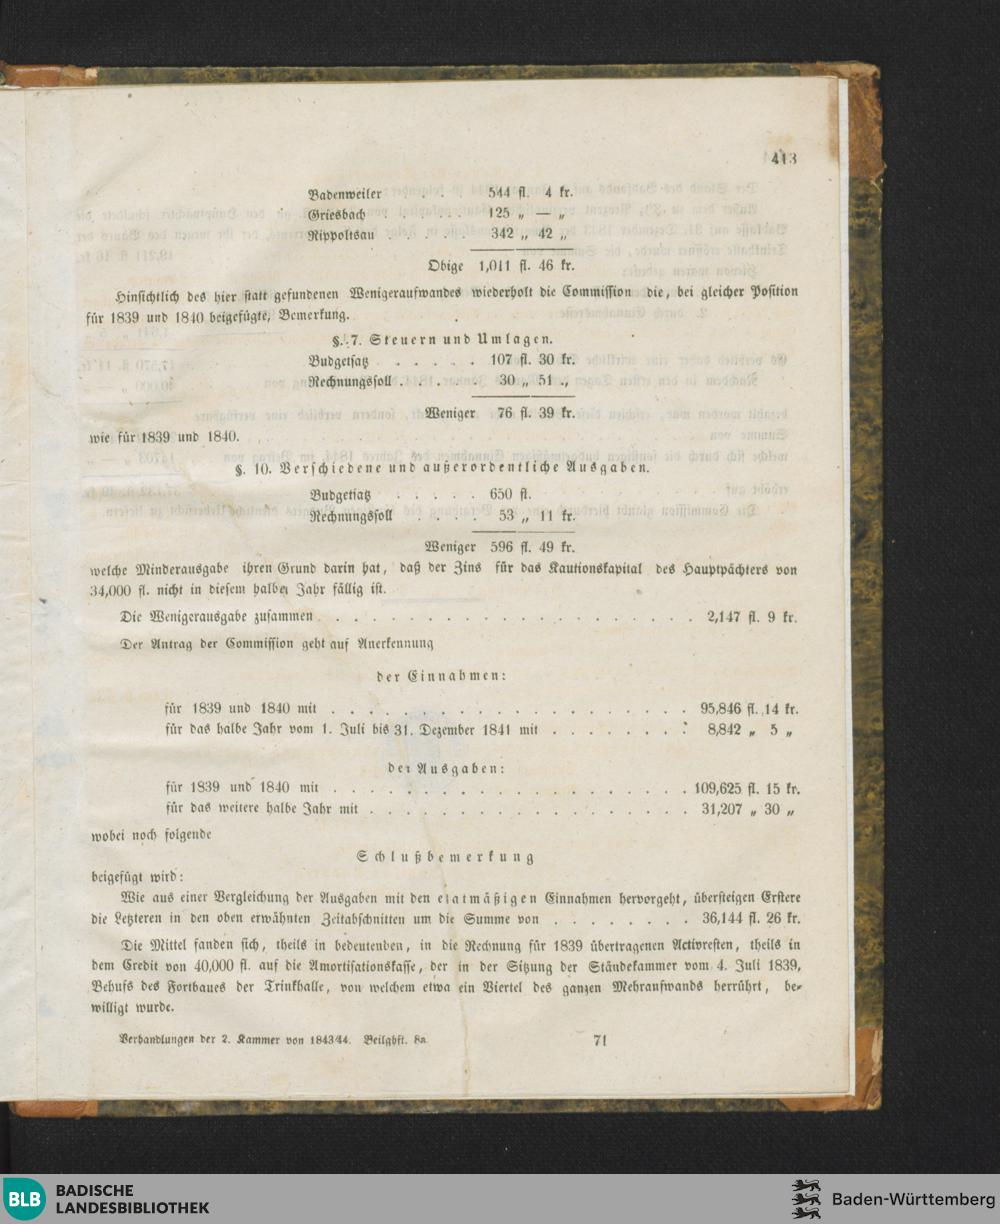 413
Badenweiler . . . . 544 fl. 4 kr.
Griesbach . . . . 125 „ — „
Rippoltsau . . . . 342 „ 42 „
Obige 1,011 fl. 46 kr.
Hinsichtlich des hier statt gefundenen Wenigeraufwandes wiederholt die Commission die, bei gleicher Position
für 1839 und 1840 beigefügte, Bemerkung.
§. 7. Steuern und Umlagen.
Budgetsatz . . . . . 107 fl. 30 kr.
Rechnungssoll . . . . 30 „ 51 „
Weniger 76 fl. 39 kr.
wie für 1839 und 1840.
§. 10. Verschiedene und außerordentliche Ausgaben.
Budgetsatz . . . . . 650 fl.
Rechnungssoll . . . . 53 „ 11 kr.
Weniger 596 fl. 49 kr.
welche Minderausgabe ihren Grund darin hat, daß der Zins für das Kautionskapital des Hauptpächters von
34,000 fl. nicht in diesem halben Jahr fällig ist.
Die Wenigerausgabe zusammen . . . . . . . . . . . . . . . . . . . 2,147 fl. 9 kr.
Der Antrag der Commission geht auf Anerkennung
der Einnahmen:
für 1839 und 1840 mit . . . . . . . . . . . . . . . . . . 95,846 fl. 14 kr.
für das halbe Jahr vom 1. Juli bis 31. Dezember 1841 mit . . . . . . . . 8,842 „ 5 „
der Ausgaben:
für 1839 und 1840 mit . . . . . . . . . . . . . . . . . . 109,625 fl. 15 kr.
für das weitere halbe Jahr mit . . . . . . . . . . . . . . . . 31,207 „ 30 „
wobei noch folgende
Schlußbemerkung
beigefügt wird:
Wie aus einer Vergleichung der Ausgaben mit den etatmäßigen Einnahmen hervorgeht, übersteigen Erstere
die Letzteren in den oben erwähnten Zeitabschnitten um die Summe von . . . . . . . 36,144 fl. 26 kr.
Die Mittel fanden sich, theils in bedeutenden, in die Rechnung für 1839 übertragenen Activresten, theils in
dem Credit von 40,000 fl. auf die Amortisationskasse, der in der Sitzung der Ständekammer vom 4. Juli 1839,
Behufs des Fortbaues der Trinkhalle, von welchem etwa ein Viertel des ganzen Mehraufwands herrührt, be-
willigt wurde.
Verhandlungen der 2. Kammer von 1843/44. Beilghft. 8a. 71
BLB BADISCHE
LANDESBIBLIOTHEK
Baden-Württemberg